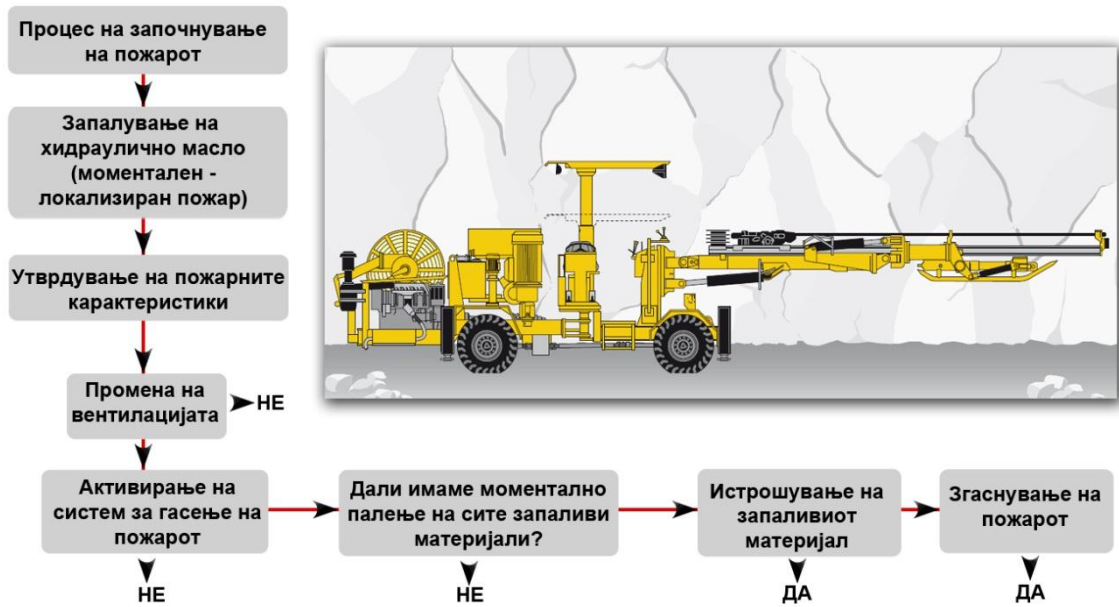 Процес на започнување
на пожарот
Запалување на
хидраулично масло
(моментален -
локализиран пожар)
Утврдување на пожарните
карактеристики
Промена на
вентилацијата
НЕ
Активирање на
систем за гасење на
пожарот
НЕ
Дали имаме моментално
палење на сите запаливи
материјали?
НЕ
Истрошување на
запаливиот
материјал
ДА
Згаснување на
пожарот
ДА